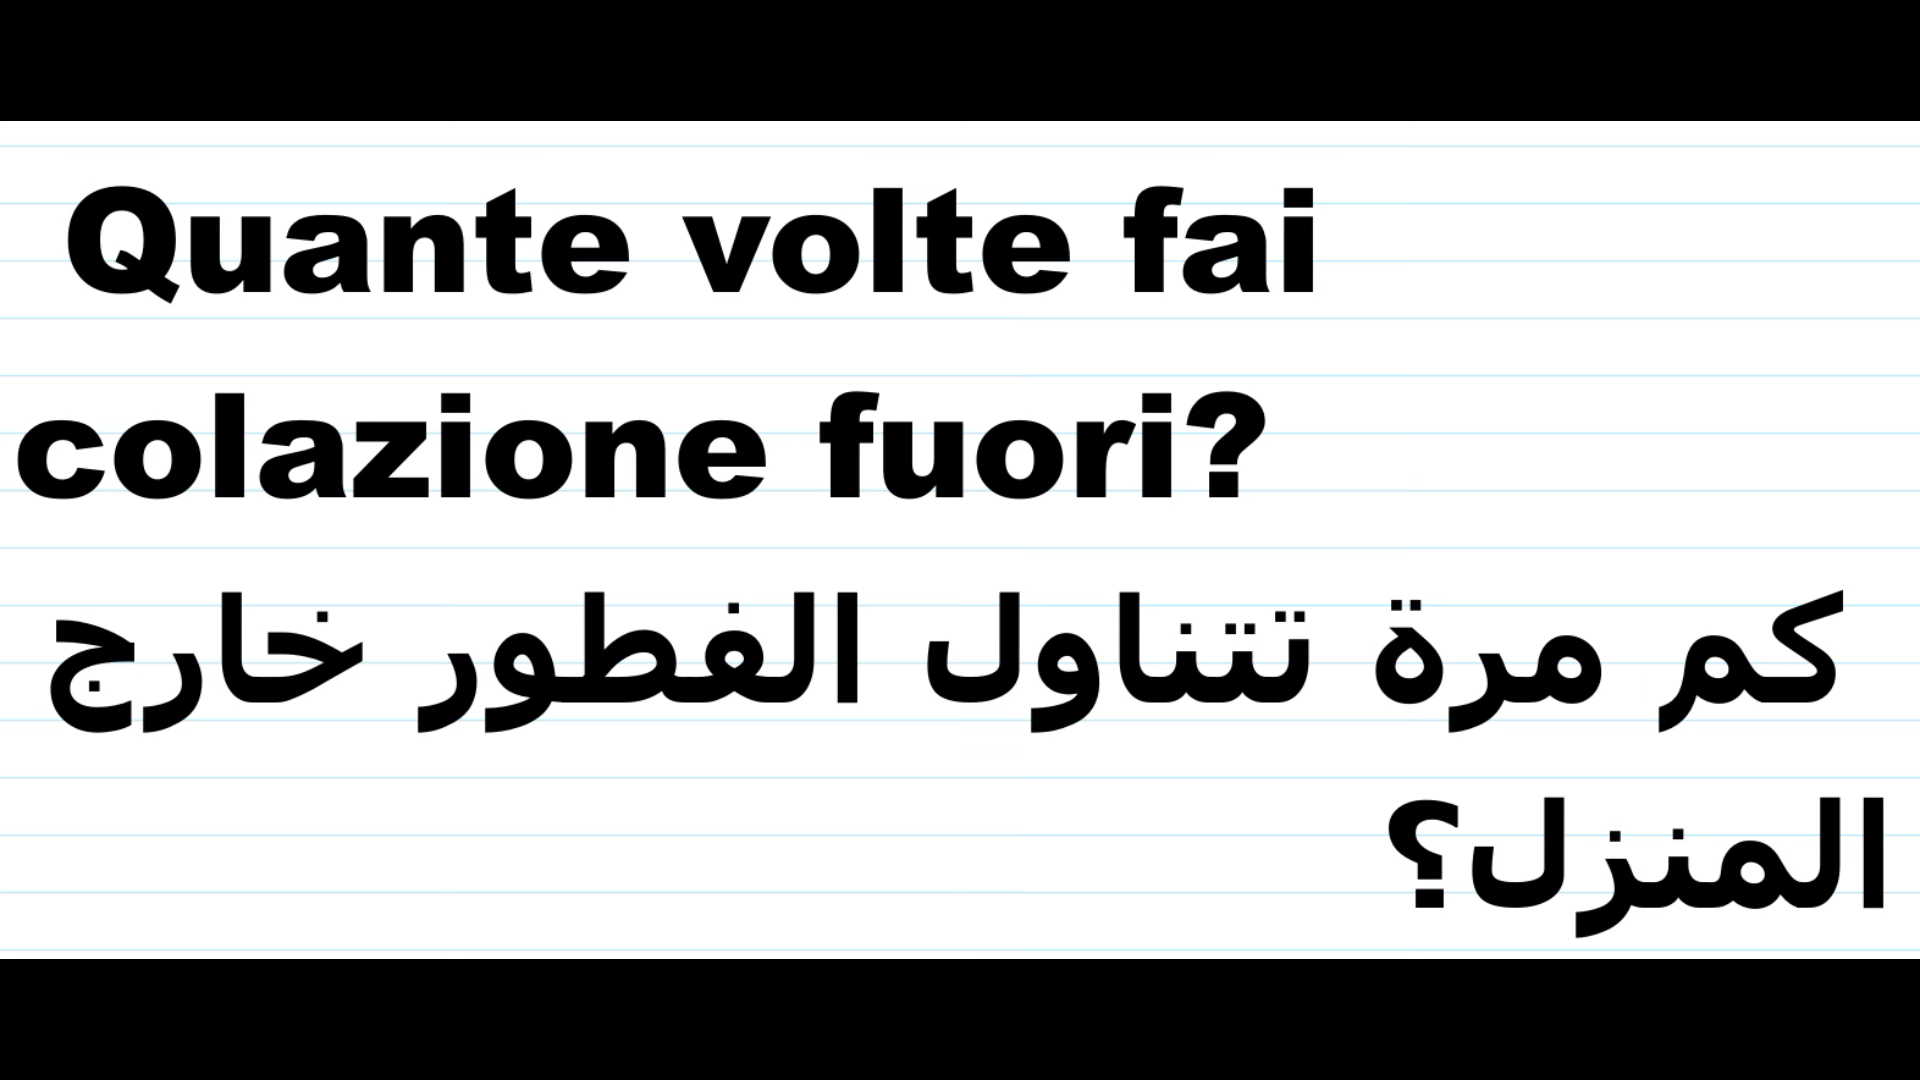 Quante volte fai
colazione fuori?
كم مرة تتناول الفطور خارج
المنزل؟